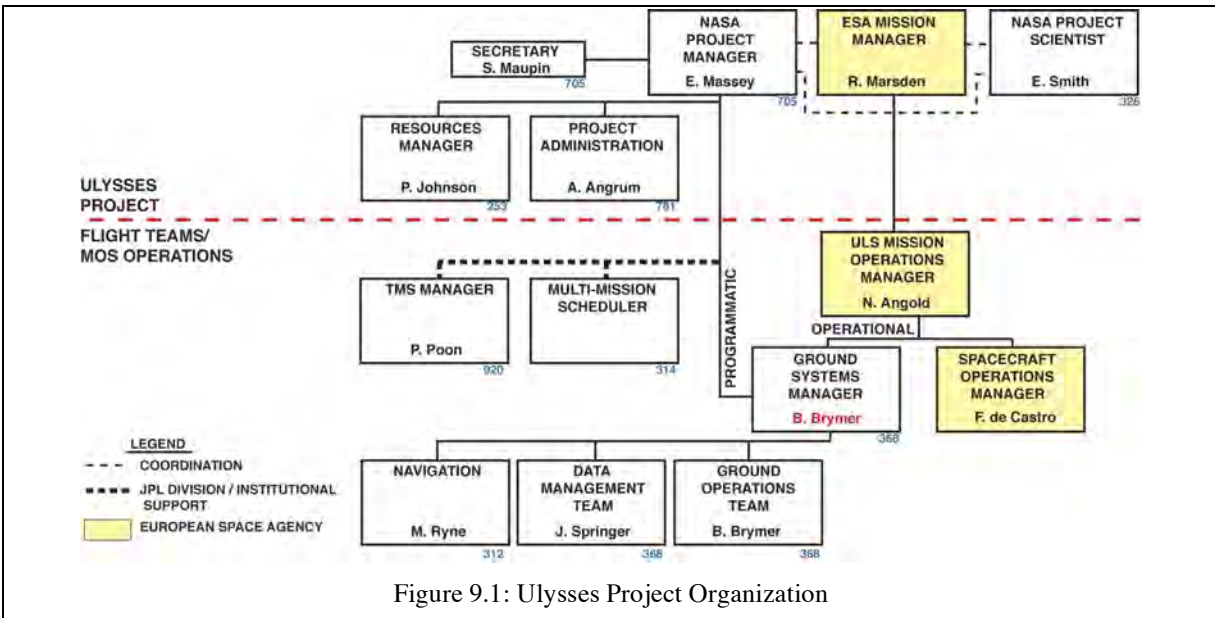 NASA
PROJECT
MANAGER
E. Massey
705
ESA MISSION
MANAGER
R. Marsden
NASA PROJECT
SCIENTIST
E. Smith
326
SECRETARY
S. Maupin
705
RESOURCES
MANAGER
P. Johnson
253
PROJECT
ADMINISTRATION
A. Angrum
781
ULYSSES
PROJECT
FLIGHT TEAMS/
MOS OPERATIONS
ULS MISSION
OPERATIONS
MANAGER
N. Angold
TMS MANAGER
P. Poon
920
MULTI-MISSION
SCHEDULER
314
PROGRAMMATIC
OPERATIONAL
GROUND
SYSTEMS
MANAGER
B. Brymer
368
SPACECRAFT
OPERATIONS
MANAGER
F. de Castro
LEGEND
COORDINATION
JPL DIVISION / INSTITUTIONAL
SUPPORT
EUROPEAN SPACE AGENCY
NAVIGATION
M. Ryne
312
DATA
MANAGEMENT
TEAM
J. Springer
368
GROUND
OPERATIONS
TEAM
B. Brymer
368
Figure 9.1: Ulysses Project Organization